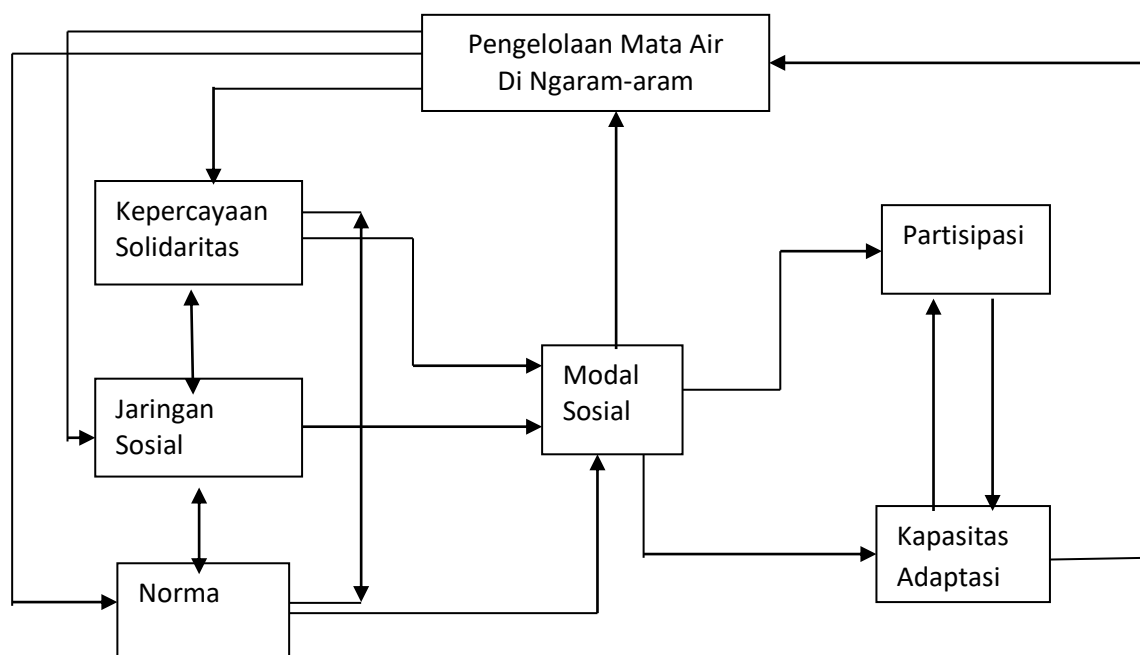 Pengelolaan Mata Air
Di Ngaram-aram
Kepercayaan
Solidaritas
Partisipasi
Modal
Sosial
Jaringan
Sosial
Kapasitas
Adaptasi
Norma